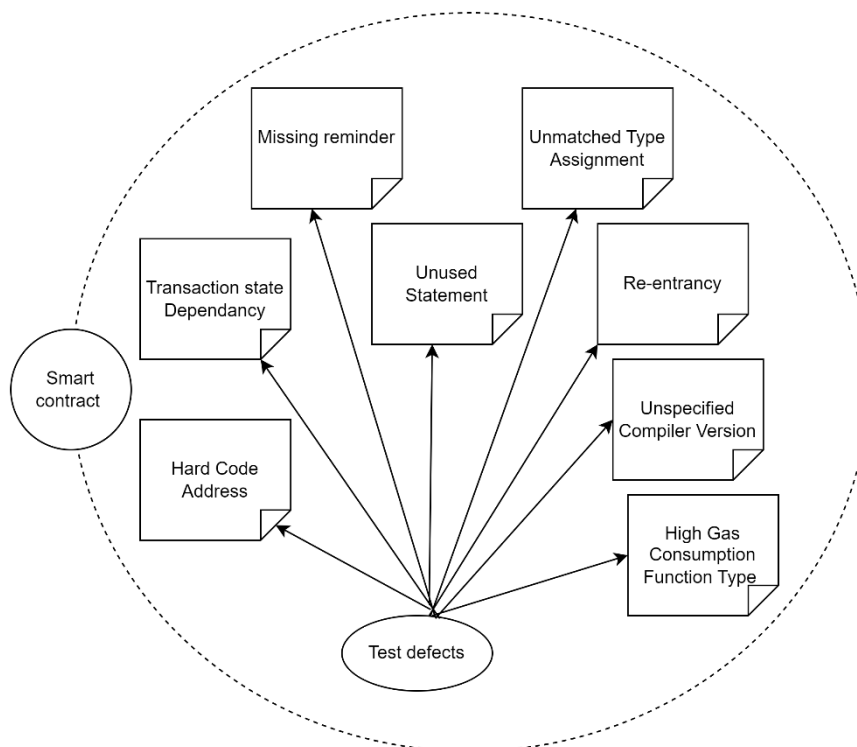 Missing reminder
Unmatched Type
Assignment
Transaction state
Dependancy
Unused
Statement
Re-entrancy
Smart
contract
Unspecified
Compiler Version
Hard Code
Address
High Gas
Consumption
Function Type
Test defects